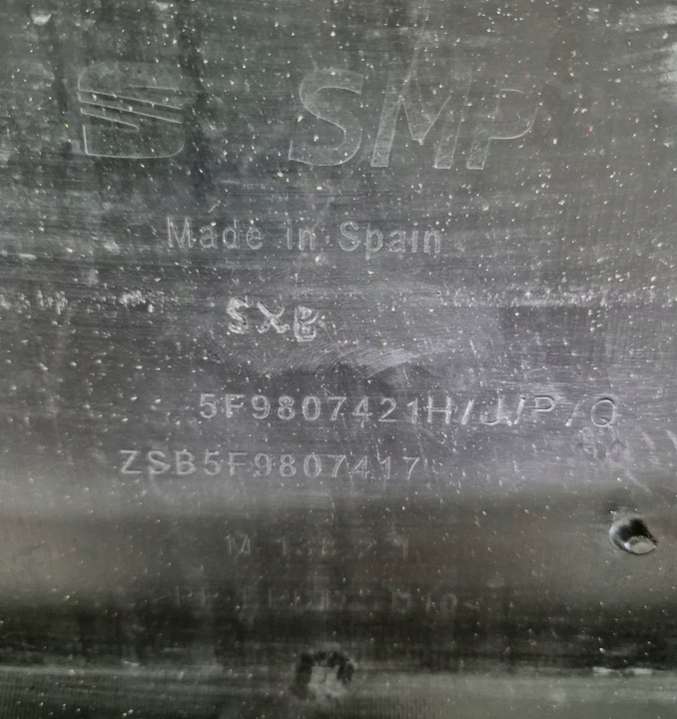 SMP
Made in Spain
SXB
5F9807421H/J/P/Q
ZSB5F9807417